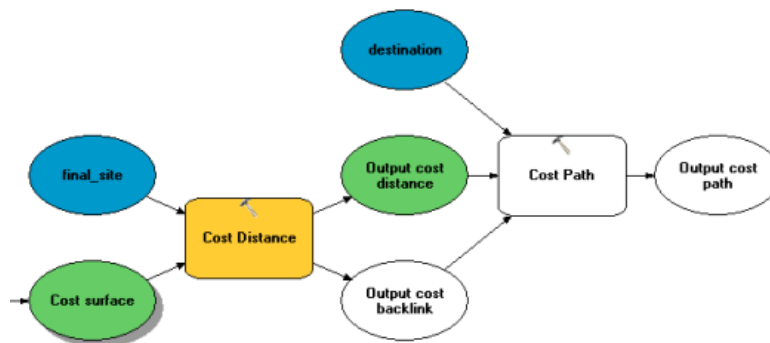 destination
final_site
Output cost
distance
Cost Path
Output cost
path
Cost Distance
Cost surface
Output cost
backlink